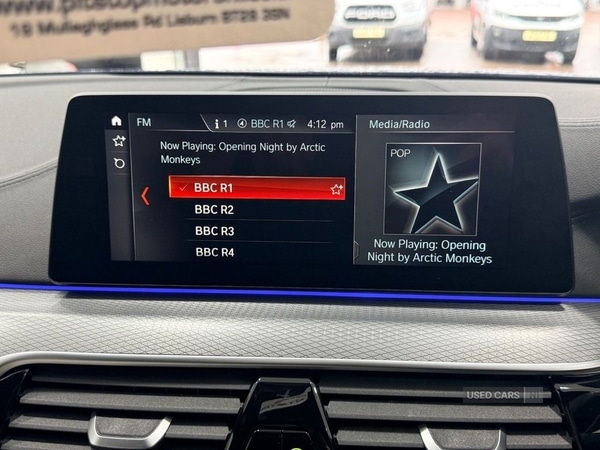 19 Mullaghglass Rd Lisburn BT28 3SN
FM
i 1 BBC R1 4:12 pm
Media/Radio
Now Playing: Opening Night by Arctic
Monkeys
BBC R1
BBC R2
BBC R3
BBC R4
POP
Now Playing: Opening
Night by Arctic Monkeys
USED CARS